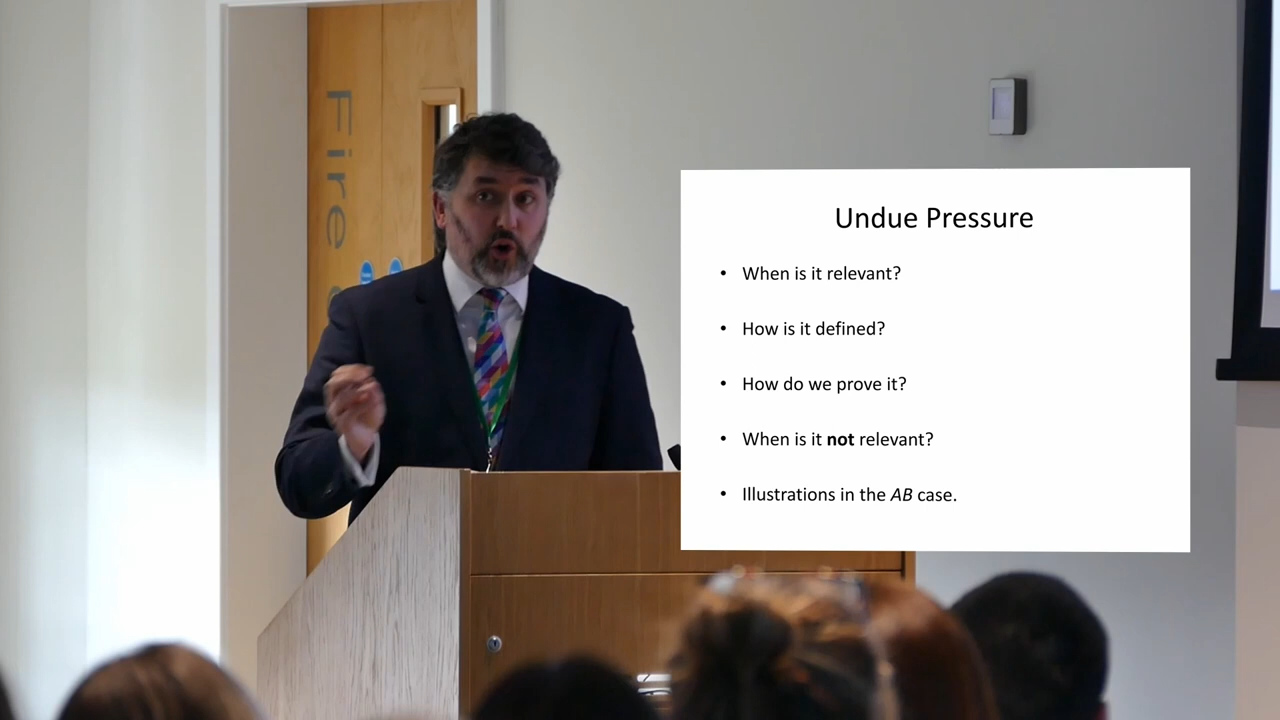 Fire
Undue Pressure
• When is it relevant?
• How is it defined?
• How do we prove it?
• When is it not relevant?
• Illustrations in the AB case.